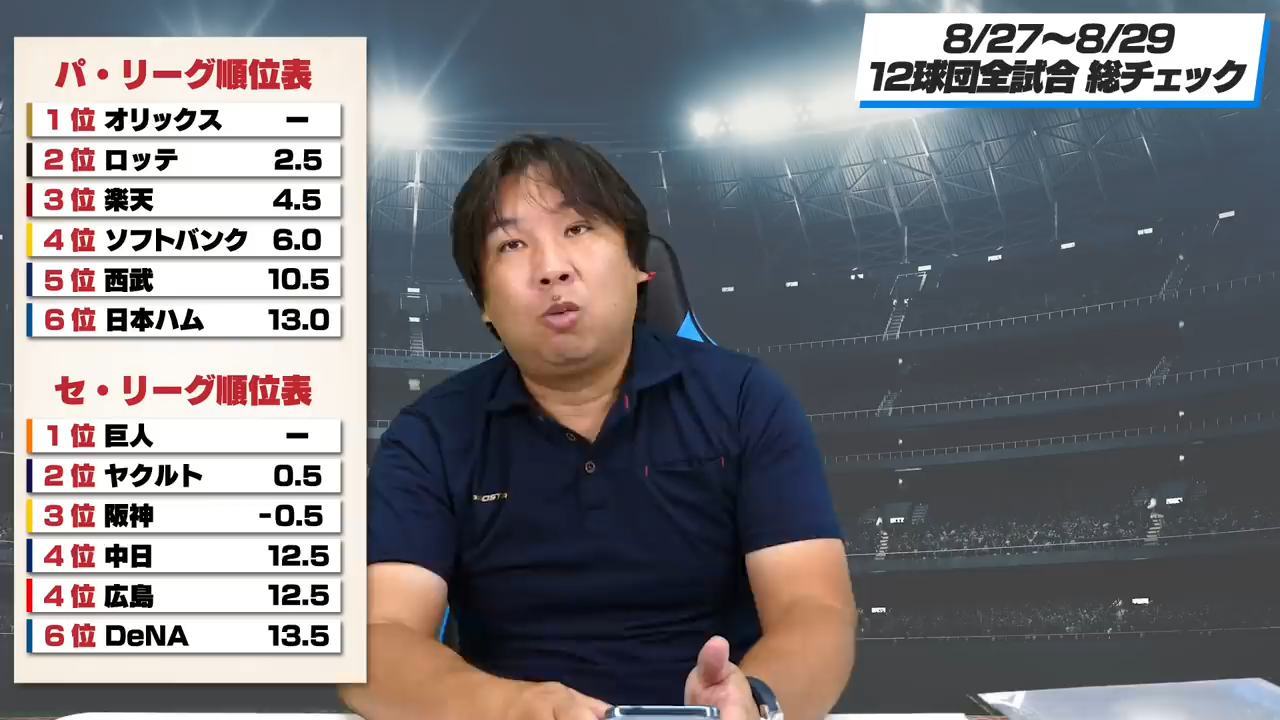 パ・リーグ順位表
1位 オリックス ー
2位 ロッテ 2.5
3位 楽天 4.5
4位 ソフトバンク 6.0
5位 西武 10.5
6位 日本ハム 13.0
セ・リーグ順位表
1位 巨人 ー
2位 ヤクルト 0.5
3位 阪神 -0.5
4位 中日 12.5
4位 広島 12.5
6位 DeNA 13.5
8/27〜8/29
12球団全試合 総チェック